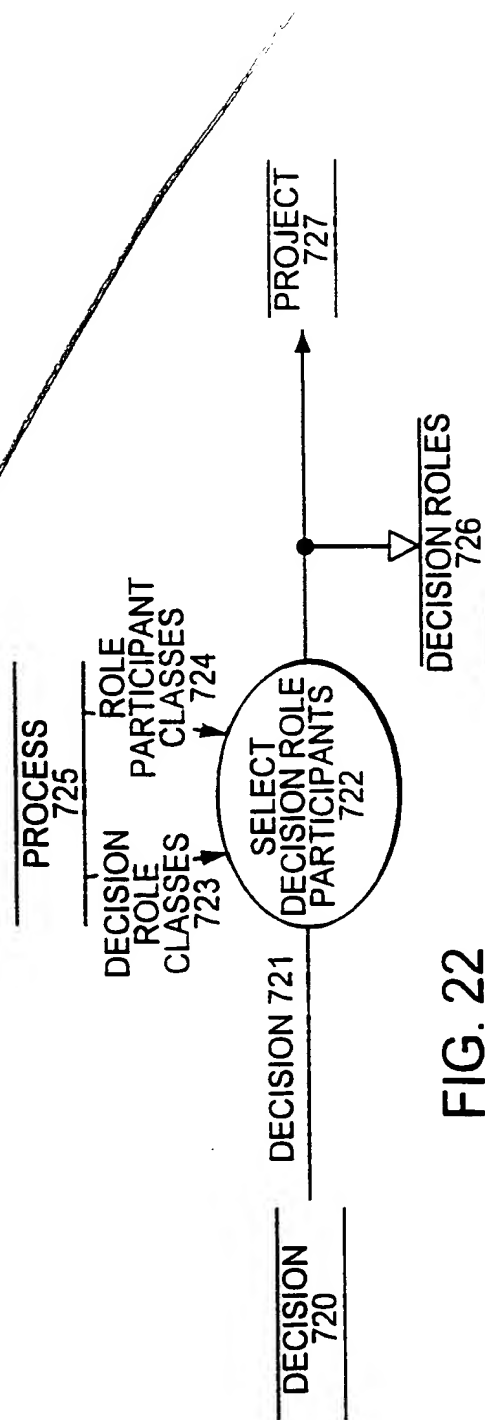 PROCESS
725
DECISION
ROLE
CLASSES
723
ROLE
PARTICIPANT
CLASSES
724
DECISION
720
DECISION 721
SELECT
DECISION ROLE
PARTICIPANTS
722
PROJECT
727
DECISION ROLES
726
FIG. 22